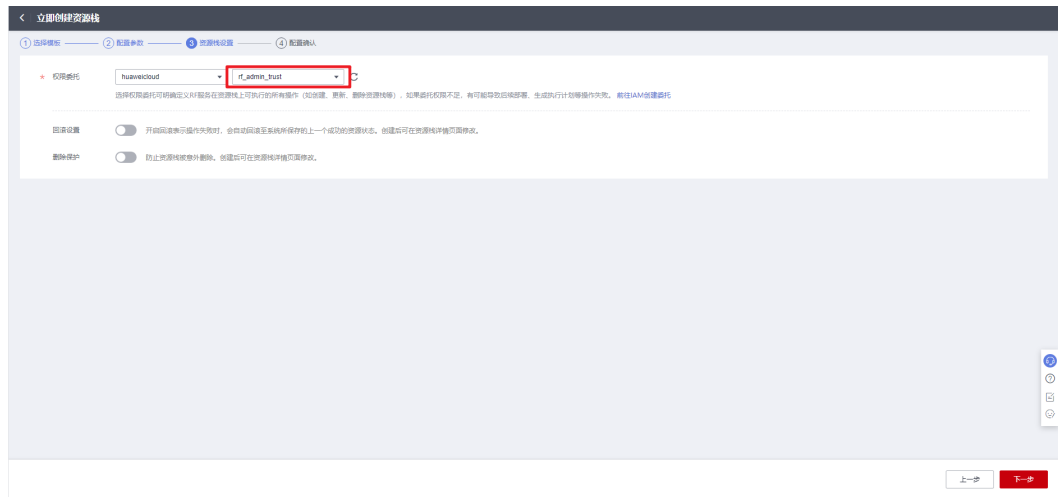 立即创建资源栈
1 选择模板 2 配置参数 3 资源栈设置 4 配置确认
* 权限委托 huaweicloud rf_admin_trust
选择权限委托可明确定义RF服务在资源栈上可执行的所有操作（如创建、更新、删除资源栈等），如果委托权限不足，有可能导致后续部署、生成执行计划等操作失败。 前往IAM创建委托
回滚设置 开启回滚表示操作失败时，会自动回滚至系统所保存的上一个成功的资源状态。创建后可在资源栈详情页面修改。
删除保护 防止资源栈被意外删除。创建后可在资源栈详情页面修改。
上一步 下一步